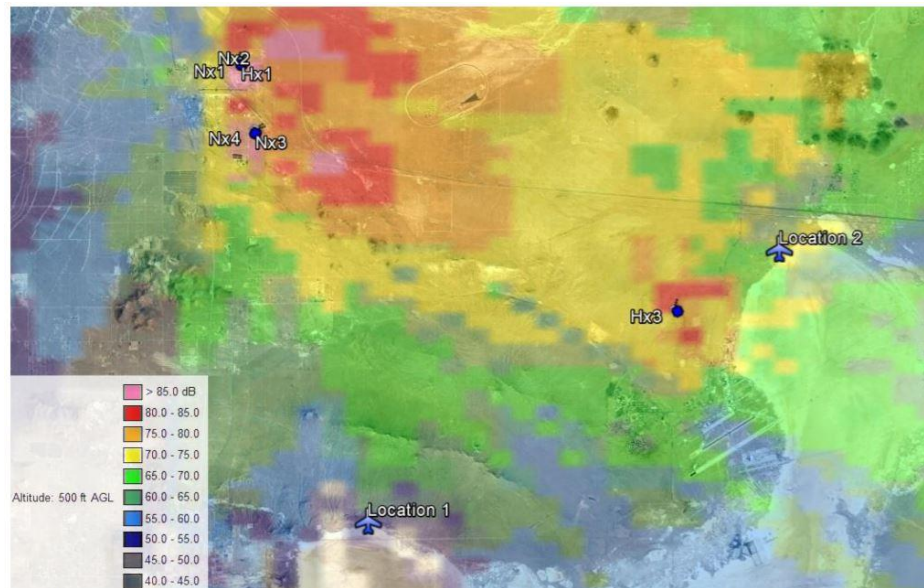 Nx2
Nx1 Hx1
Nx4 Nx3
Location 2
Hx3
> 85.0 dB
80.0 - 85.0
75.0 - 80.0
70.0 - 75.0
65.0 - 70.0
Altitude: 500 ft AGL
60.0 - 65.0
55.0 - 60.0
50.0 - 55.0
45.0 - 50.0
40.0 - 45.0
Location 1